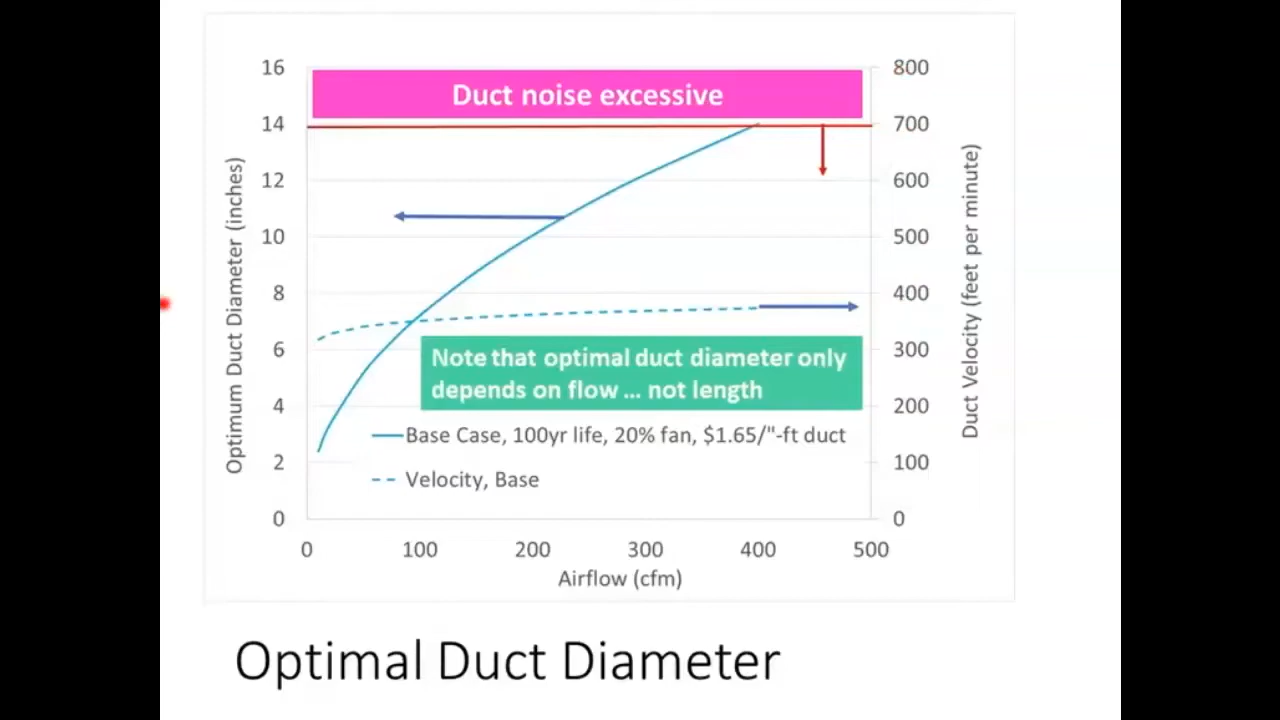 Duct noise excessive
16
14
12
10
8
6
4
2
0
Optimum Duct Diameter (inches)
800
700
600
500
400
300
200
100
0
Duct Velocity (feet per minute)
Note that optimal duct diameter only
depends on flow ... not length
Base Case, 100yr life, 20% fan, $1.65/"-ft duct
Velocity, Base
0 100 200 300 400 500
Airflow (cfm)
Optimal Duct Diameter